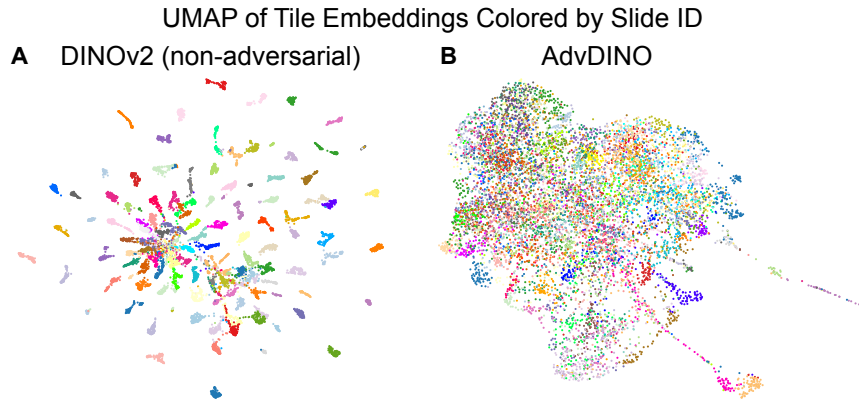 UMAP of Tile Embeddings Colored by Slide ID
A DINOv2 (non-adversarial)
B AdvDINO